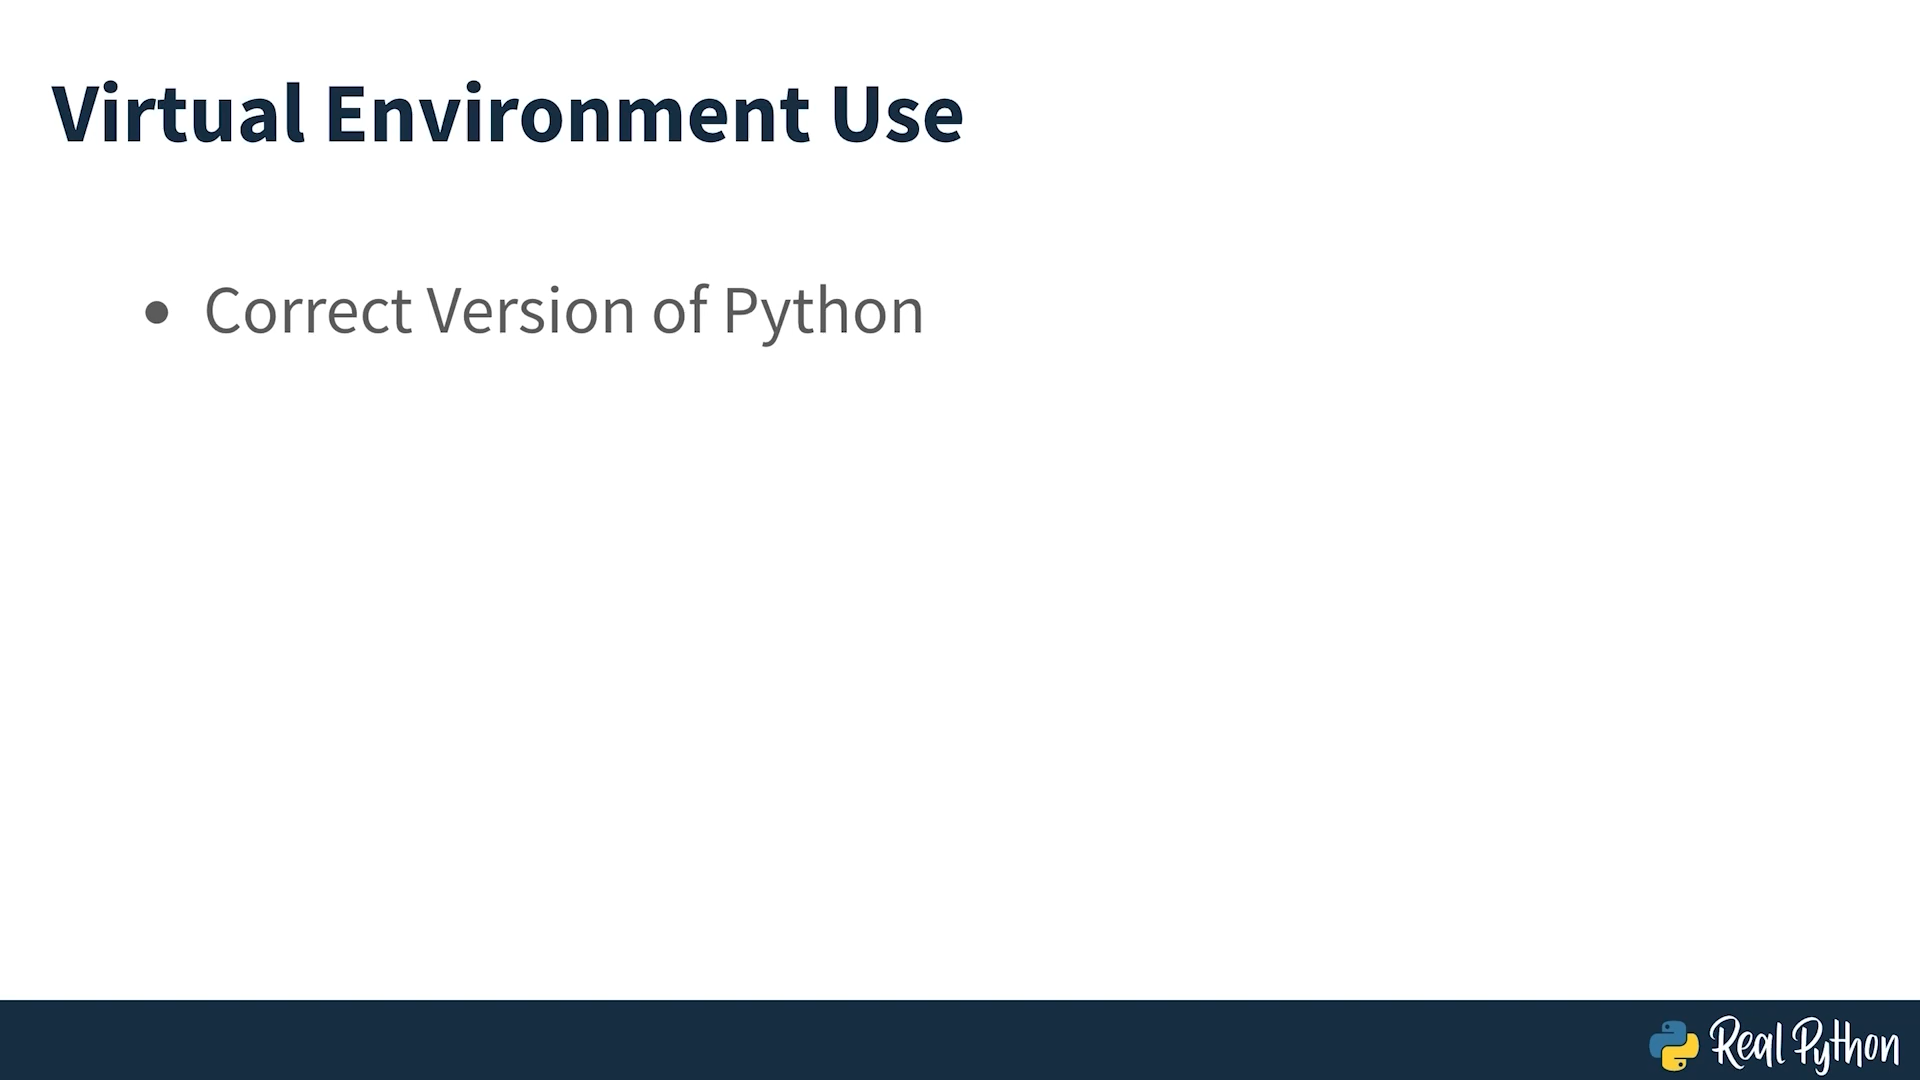 Virtual Environment Use
• Correct Version of Python
Real Python